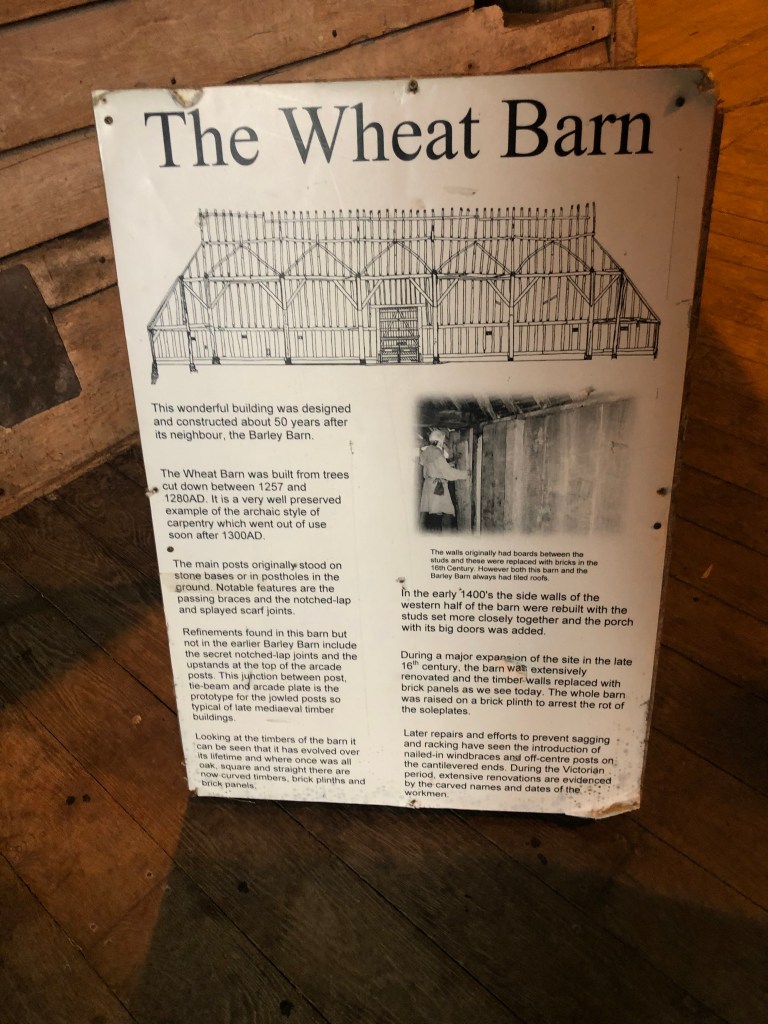 The Wheat Barn
This wonderful building was designed
and constructed about 50 years after
its neighbour, the Barley Barn.
The Wheat Barn was built from trees
cut down between 1257 and
1280AD. It is a very well preserved
example of the archaic style of
carpentry which went out of use
soon after 1300AD.
The main posts originally stood on
stone bases or in postholes in the
ground. Notable features are the
passing braces and the notched-lap
and splayed scarf joints.
Refinements found in this barn but
not in the earlier Barley Barn include
the secret notched-lap joints and the
upstands at the top of the arcade
posts. This junction between post,
tie-beam and arcade plate is the
prototype for the jowled posts so
typical of late mediaeval timber
buildings.
Looking at the timbers of the barn it
can be seen that it has evolved over
its lifetime and where once was all
oak, square and straight there are
now curved timbers, brick plinths and
brick panels.
The walls originally had boards between the
studs and these were replaced with bricks in the
16th Century. However both this barn and the
Barley Barn always had tiled roofs.
In the early 1400's the side walls of the
western half of the barn were rebuilt with the
studs set more closely together and the porch
with its big doors was added.
During a major expansion of the site in the late
16th century, the barn was extensively
renovated and the timber walls replaced with
brick panels as we see today. The whole barn
was raised on a brick plinth to arrest the rot of
the soleplates.
Later repairs and efforts to prevent sagging
and racking have seen the introduction of
nailed-in windbraces and off-centre posts on
the cantilevered ends. During the Victorian
period, extensive renovations are evidenced
by the carved names and dates of the
workmen.